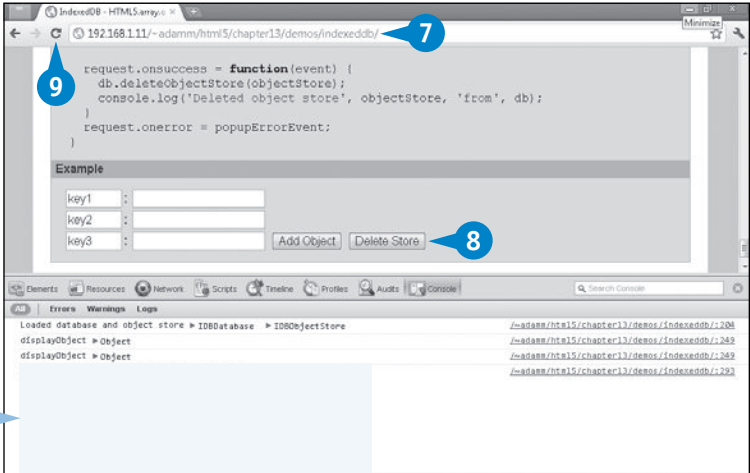 IndexedDB - HTML5.array.o
Minimize
192.168.1.11/~adamm/html5/chapter13/demos/indexeddb/
7
9
request.onsuccess = function(event) {
db.deleteObjectStore(objectStore);
console.log('Deleted object store', objectStore, 'from', db);
}
request.onerror = popupErrorEvent;
}
Example
key1 :
key2 :
key3 : Add Object Delete Store
8
Elements Resources Network Scripts Timeline Profiles Audits Console Search Console
All Errors Warnings Logs
Loaded database and object store ▶ IDBDatabase ▶ IDBObjectStore /~adamm/html5/chapter13/demos/indexeddb/:204
displayObject ▶ Object /~adamm/html5/chapter13/demos/indexeddb/:249
displayObject ▶ Object /~adamm/html5/chapter13/demos/indexeddb/:249
/~adamm/html5/chapter13/demos/indexeddb/:293